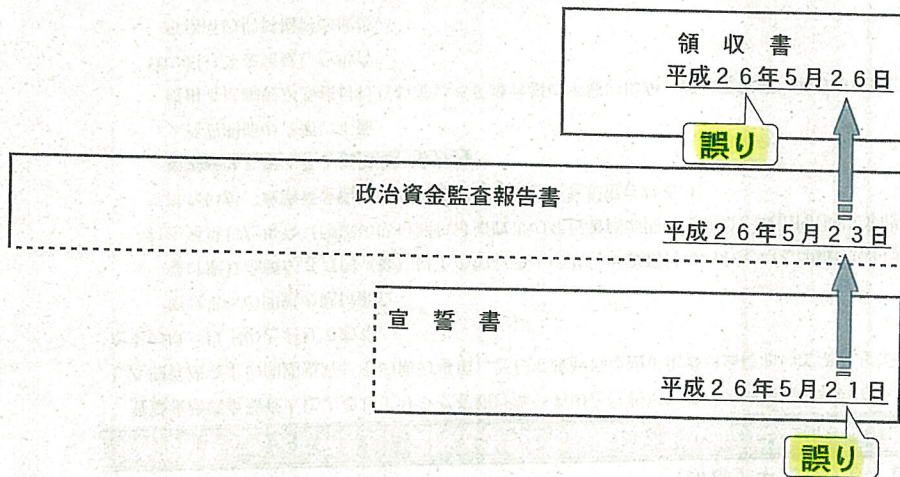 領収書
平成26年5月26日
誤り
政治資金監査報告書
平成26年5月23日
宣誓書
平成26年5月21日
誤り